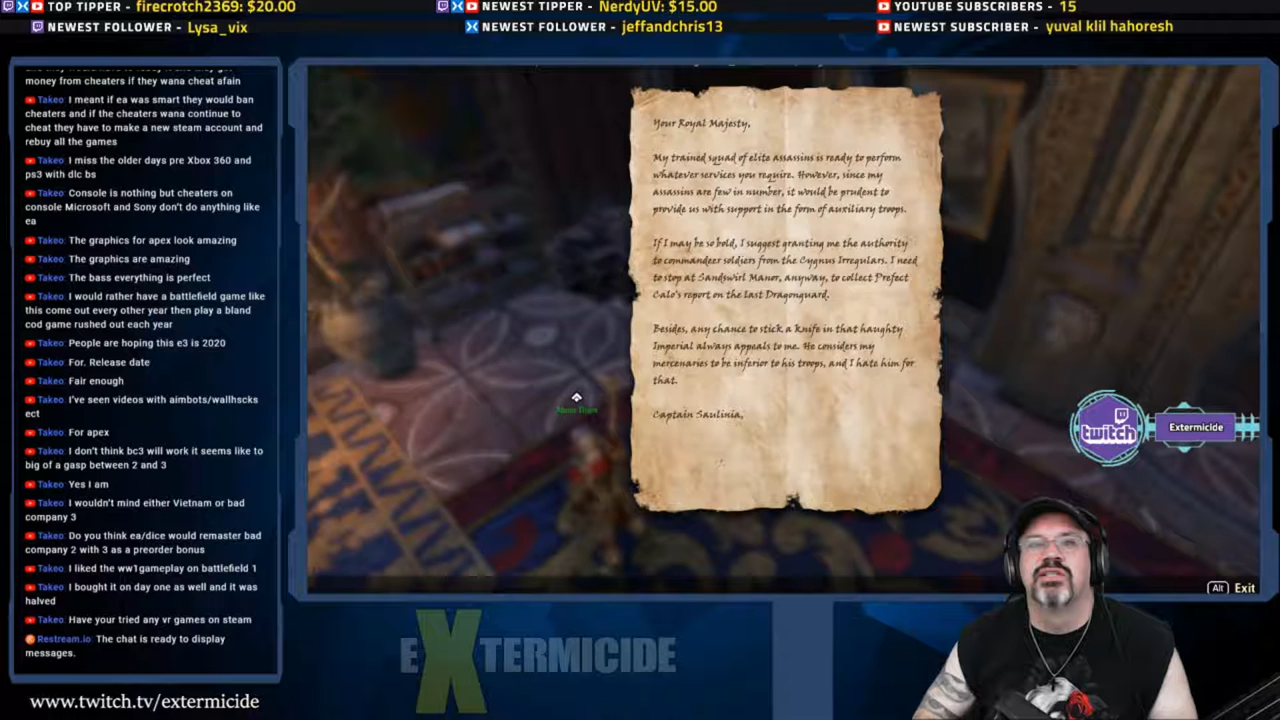 TOP TIPPER - firecrotch2369: $20.00
NEWEST TIPPER - NerdyUV: $15.00
YOUTUBE SUBSCRIBERS - 15
NEWEST FOLLOWER - Lysa_vix
NEWEST FOLLOWER - jeffandchris13
NEWEST SUBSCRIBER - yuval klil hahoresh
money from cheaters if they wana cheat afain
Takeo: I meant if ea was smart they would ban
cheaters and if the cheaters wana continue to
cheat they have to make a new steam account and
rebuy all the games
Takeo: I miss the older days pre Xbox 360 and
ps3 with dlc bs
Takeo: Console is nothing but cheaters on
console Microsoft and Sony don't do anything like
ea
Takeo: The graphics for apex look amazing
Takeo: The graphics are amazing
Takeo: The bass everything is perfect
Takeo: I would rather have a battlefield game like
this come out every other year then play a bland
cod game rushed out each year
Takeo: People are hoping this e3 is 2020
Takeo: For. Release date
Takeo: Fair enough
Takeo: I've seen videos with aimbots/wallhscks
ect
Takeo: For apex
Takeo: I don't think bc3 will work it seems like to
big of a gasp between 2 and 3
Takeo: Yes I am
Takeo: I wouldn't mind either Vietnam or bad
company 3
Takeo: Do you think ea/dice would remaster bad
company 2 with 3 as a preorder bonus
Takeo: I liked the ww1gameplay on battlefield 1
Takeo: I bought it on day one as well and it was
halved
Takeo: Have your tried any vr games on steam
Restream.io: The chat is ready to display
messages.
www.twitch.tv/extermicide
Your Royal Majesty,
My trained squad of elite assassins is ready to perform
whatever services you require. However, since my
assassins are few in number, it would be prudent to
provide us with support in the form of auxiliary troops.
If I may be so bold, I suggest granting me the authority
to commandeer soldiers from the Cygnus Irregulars. I need
to stop at Sandswirl Manor, anyway, to collect Prefect
Calo's report on the last Dragonguard.
Besides, any chance to stick a knife in that haughty
Imperial always appeals to me. He considers my
mercenaries to be inferior to his troops, and I hate him for
that.
Captain Saulinia,
twitch
Extermicide
Alt Exit
EXTERMICIDE